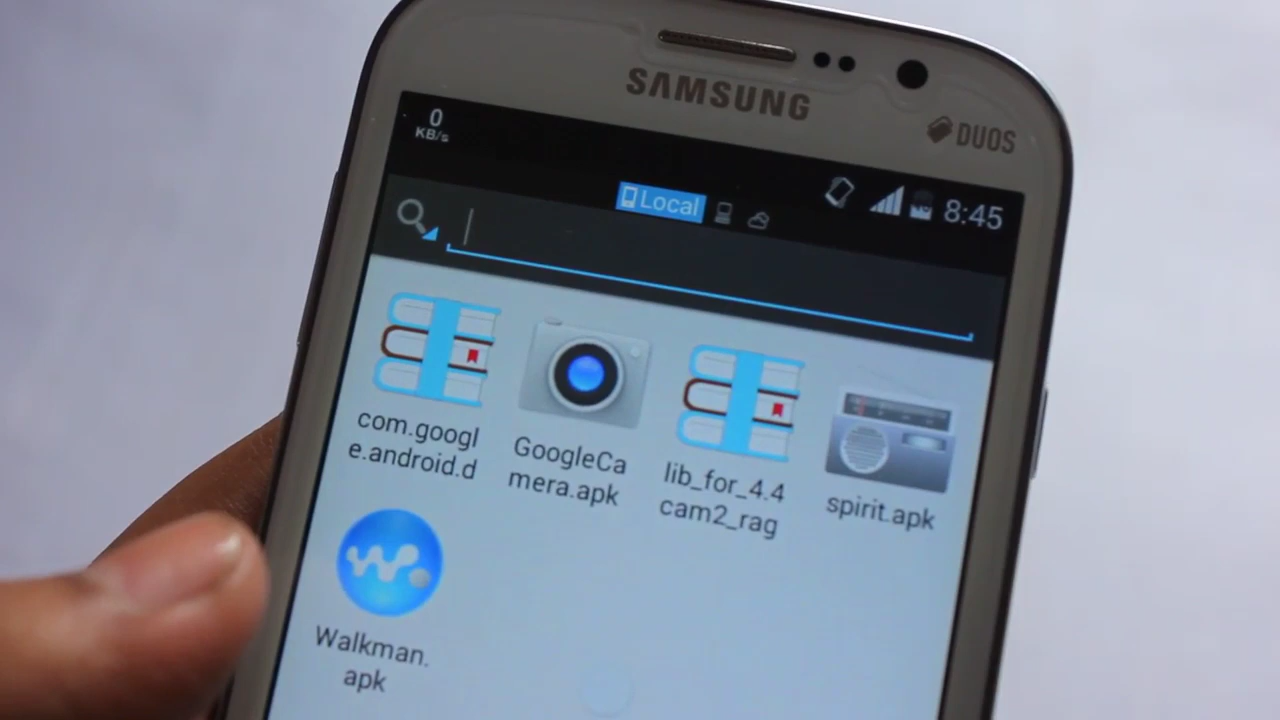 SAMSUNG
DUOS
0
KB/s
Local
8:45
com.googl
e.android.d
GoogleCa
mera.apk
lib_for_4.4
cam2_rag
spirit.apk
Walkman.
apk